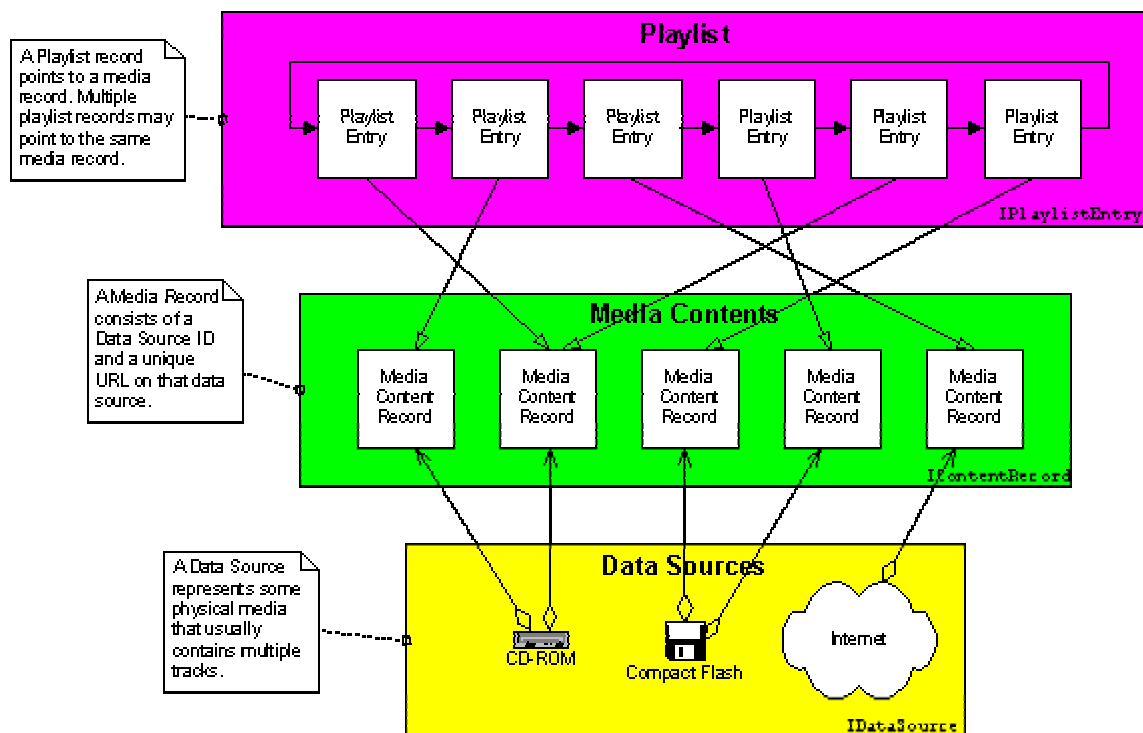 Playlist
A Playlist record
points to a media
record. Multiple
playlist records may
point to the same
media record.
Playlist
Entry
Playlist
Entry
Playlist
Entry
Playlist
Entry
Playlist
Entry
Playlist
Entry
IPlaylistEntry
A Media Record
consists of a
Data Source ID
and a unique
URL on that data
source.
Media Contents
Media
Content
Record
Media
Content
Record
Media
Content
Record
Media
Content
Record
Media
Content
Record
IContentRecord
A Data Source
represents some
physical media
that usually
contains multiple
tracks.
Data Sources
CD-ROM
Compact Flash
Internet
IDataSource